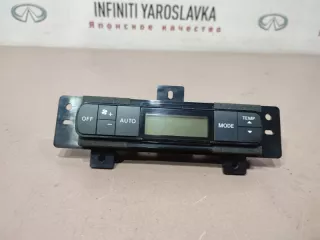 INFINITI YAROSLAVKA
Японское качество
OFF
+
−
AUTO
MODE
TEMP